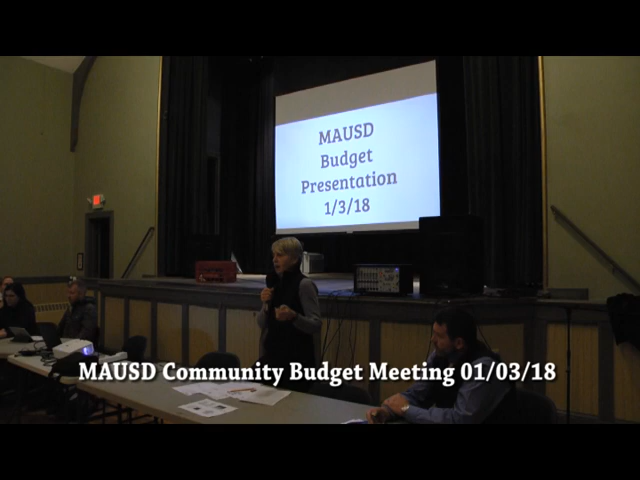 MAUSD
Budget
Presentation
1/3/18
MAUSD Community Budget Meeting 01/03/18